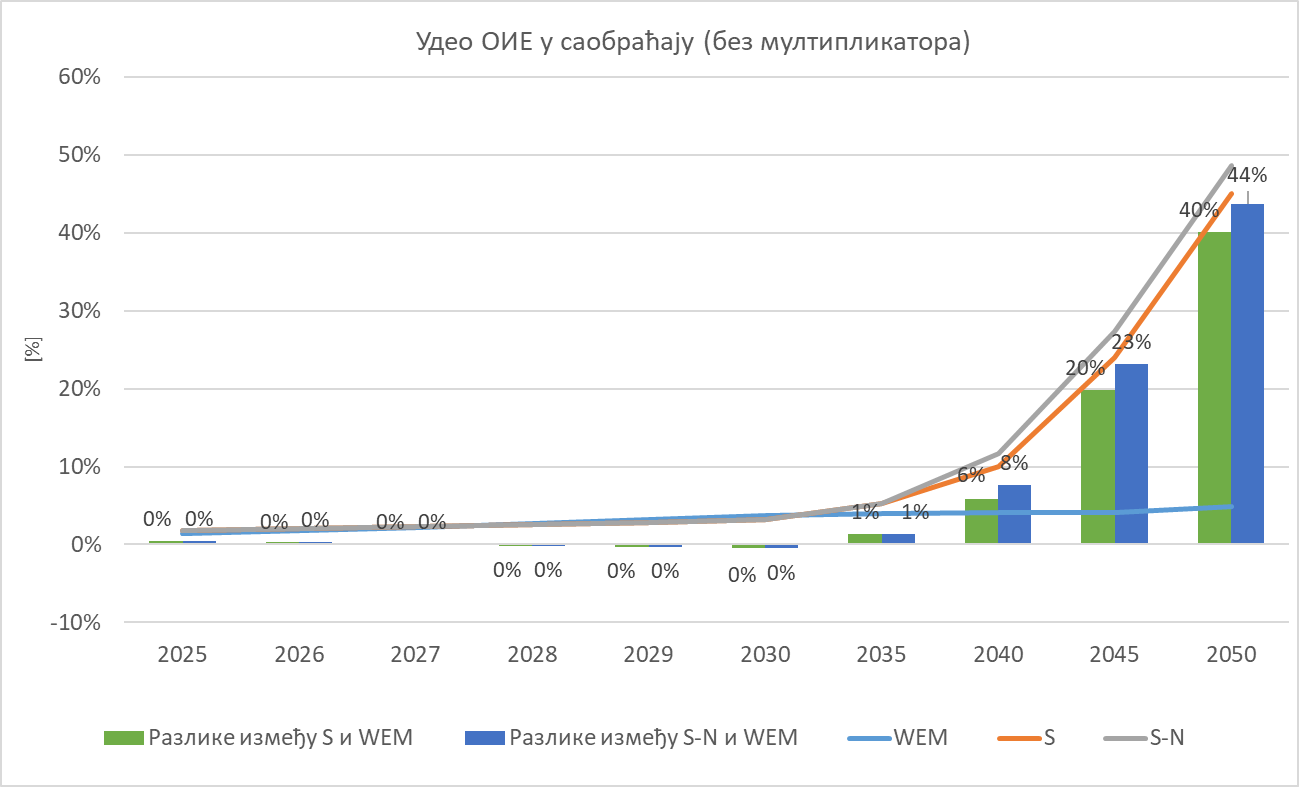 Удео ОИЕ у саобраћају (без мултипликатора)
60%
50%
40%
30%
20%
10%
0%
-10%
[%]
0% 0% 0% 0% 0% 0% 0% 0% 0% 0% 0% 0% 1% 1% 6% 8% 20% 23% 40% 44%
2025 2026 2027 2028 2029 2030 2035 2040 2045 2050
Разлике између S и WEM Разлике између S-N и WEM WEM S S-N